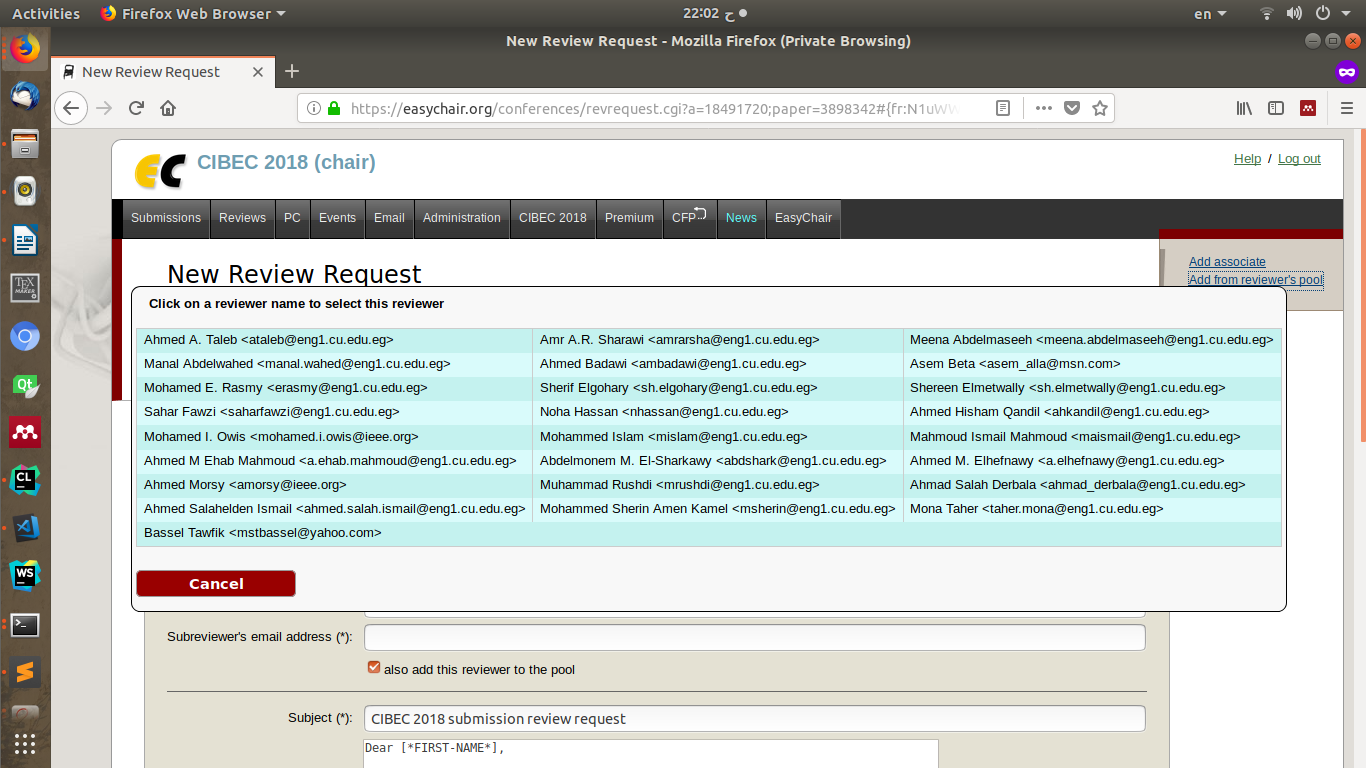 Activities Firefox Web Browser 22:02 ح en
New Review Request - Mozilla Firefox (Private Browsing)
New Review Request
https://easychair.org/conferences/revrequest.cgi?a=18491720;paper=3898342#{fr:N1uWW
EC CIBEC 2018 (chair) Help / Log out
Submissions Reviews PC Events Email Administration CIBEC 2018 Premium CFP News EasyChair
New Review Request
Add associate
Add from reviewer's pool
Click on a reviewer name to select this reviewer
Ahmed A. Taleb <ataleb@eng1.cu.edu.eg> Amr A.R. Sharawi <amrarsha@eng1.cu.edu.eg> Meena Abdelmaseeh <meena.abdelmaseeh@eng1.cu.edu.eg>
Manal Abdelwahed <manal.wahed@eng1.cu.edu.eg> Ahmed Badawi <ambadawi@eng1.cu.edu.eg> Asem Beta <asem_alla@msn.com>
Mohamed E. Rasmy <erasmy@eng1.cu.edu.eg> Sherif Elgohary <sh.elgohary@eng1.cu.edu.eg> Shereen Elmetwally <sh.elmetwally@eng1.cu.edu.eg>
Sahar Fawzi <saharfawzi@eng1.cu.edu.eg> Noha Hassan <nhassan@eng1.cu.edu.eg> Ahmed Hisham Qandil <ahkandil@eng1.cu.edu.eg>
Mohamed I. Owis <mohamed.i.owis@ieee.org> Mohammed Islam <mislam@eng1.cu.edu.eg> Mahmoud Ismail Mahmoud <maismail@eng1.cu.edu.eg>
Ahmed M Ehab Mahmoud <a.ehab.mahmoud@eng1.cu.edu.eg> Abdelmonem M. El-Sharkawy <abdshark@eng1.cu.edu.eg> Ahmed M. Elhefnawy <a.elhefnawy@eng1.cu.edu.eg>
Ahmed Morsy <amorsy@ieee.org> Muhammad Rushdi <mrushdi@eng1.cu.edu.eg> Ahmad Salah Derbala <ahmad_derbala@eng1.cu.edu.eg>
Ahmed Salahelden Ismail <ahmed.salah.ismail@eng1.cu.edu.eg> Mohammed Sherin Amen Kamel <msherin@eng1.cu.edu.eg> Mona Taher <taher.mona@eng1.cu.edu.eg>
Bassel Tawfik <mstbassel@yahoo.com>
Cancel
Subreviewer's email address (*):
also add this reviewer to the pool
Subject (*): CIBEC 2018 submission review request
Dear [*FIRST-NAME*],
TEX
MAKER
Qt
CL
WS